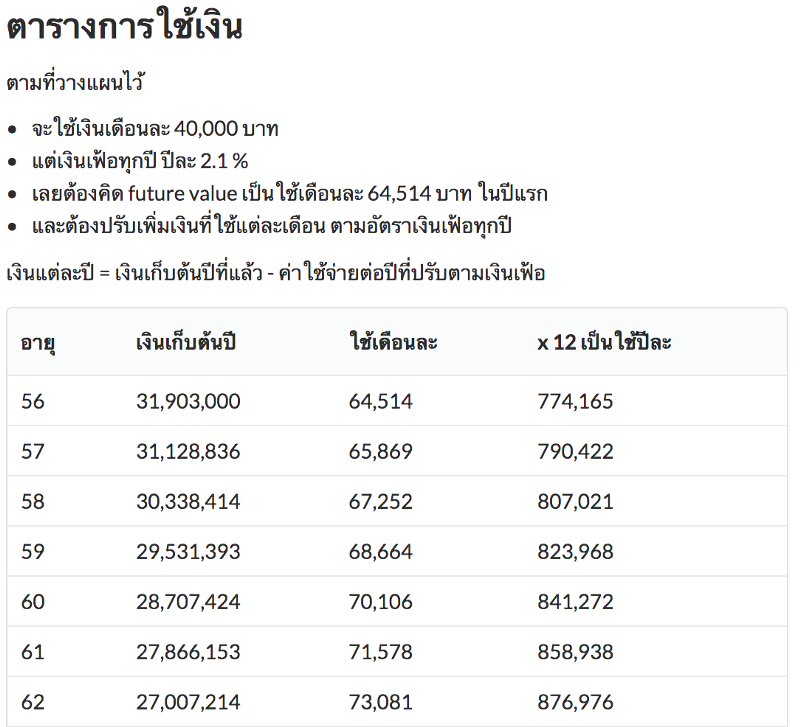 ตารางการใช้เงิน
ตามที่วางแผนไว้
• จะใช้เงินเดือนละ 40,000 บาท
• แต่เงินเฟ้อทุกปี ปีละ 2.1 %
• เลยต้องคิด future value เป็นใช้เดือนละ 64,514 บาท ในปีแรก
• และต้องปรับเพิ่มเงินที่ใช้แต่ละเดือน ตามอัตราเงินเฟ้อทุกปี
เงินแต่ละปี = เงินเก็บต้นปีที่แล้ว - ค่าใช้จ่ายต่อปีที่ปรับตามเงินเฟ้อ
อายุ เงินเก็บต้นปี ใช้เดือนละ x 12 เป็นใช้ปีละ
56 31,903,000 64,514 774,165
57 31,128,836 65,869 790,422
58 30,338,414 67,252 807,021
59 29,531,393 68,664 823,968
60 28,707,424 70,106 841,272
61 27,866,153 71,578 858,938
62 27,007,214 73,081 876,976